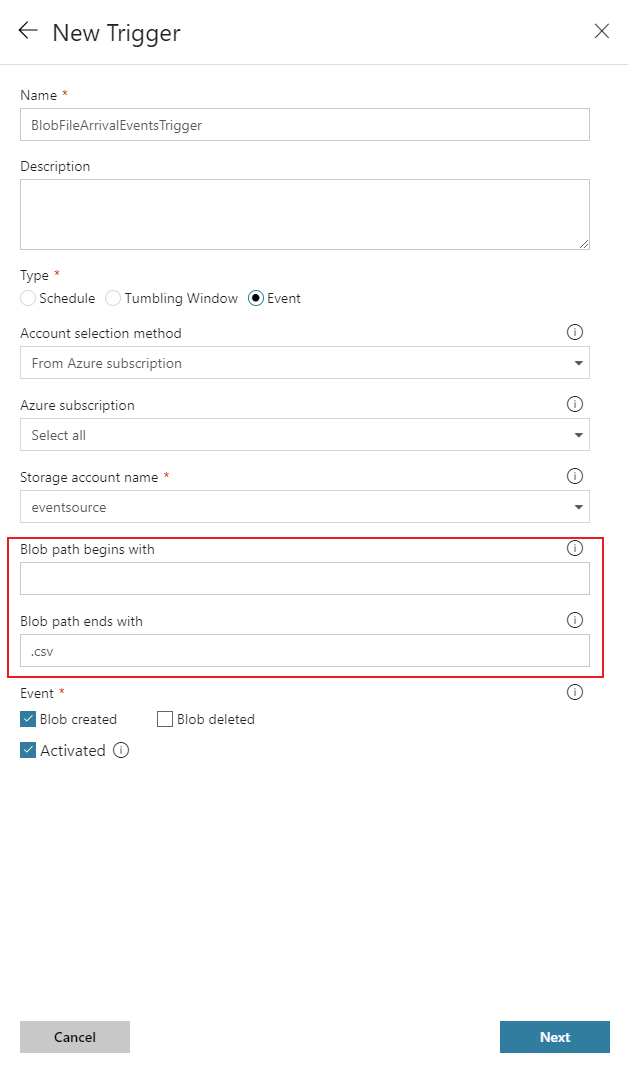 New Trigger
Name *
BlobFileArrivalEventsTrigger
Description
Type *
Schedule Tumbling Window Event
Account selection method
From Azure subscription
Azure subscription
Select all
Storage account name *
eventsource
Blob path begins with
Blob path ends with
.csv
Event *
Blob created Blob deleted
Activated
Cancel Next